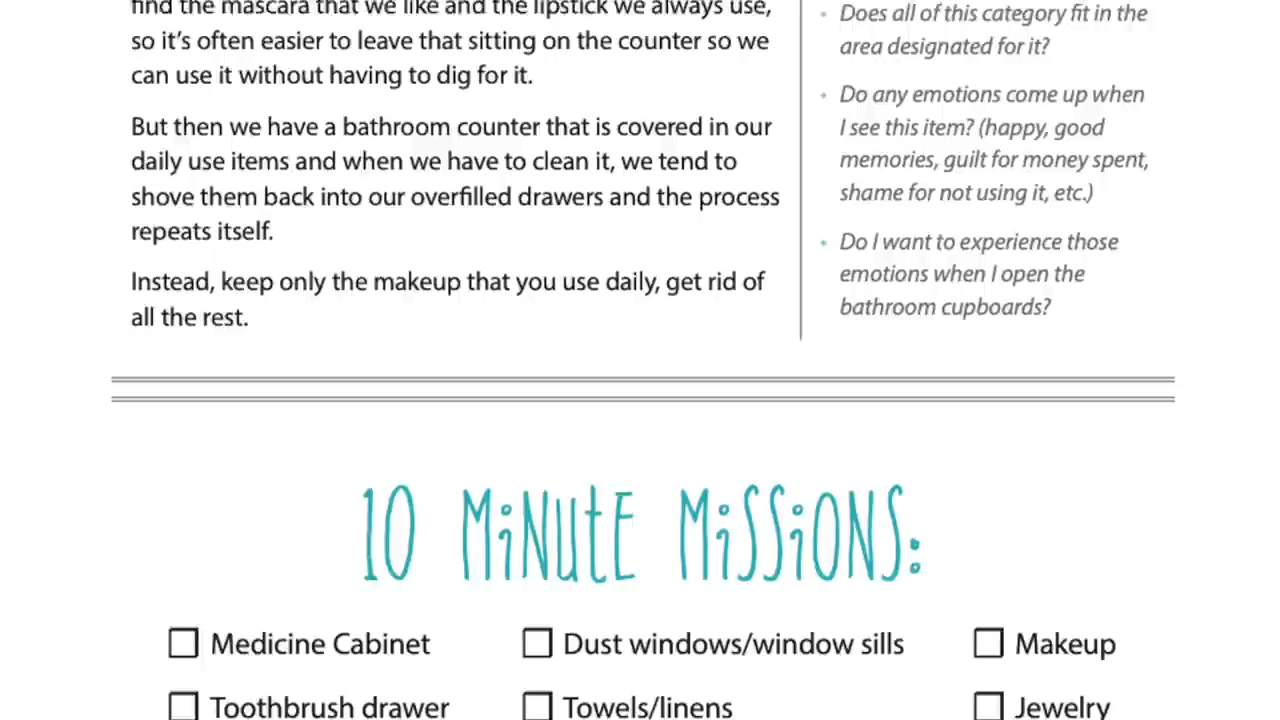 find the mascara that we like and the lipstick we always use,
so it's often easier to leave that sitting on the counter so we
can use it without having to dig for it.
But then we have a bathroom counter that is covered in our
daily use items and when we have to clean it, we tend to
shove them back into our overfilled drawers and the process
repeats itself.
Instead, keep only the makeup that you use daily, get rid of
all the rest.
• Does all of this category fit in the
area designated for it?
• Do any emotions come up when
I see this item? (happy, good
memories, guilt for money spent,
shame for not using it, etc.)
• Do I want to experience those
emotions when I open the
bathroom cupboards?
10 MiNUtE MiSSiONS:
Medicine Cabinet
Dust windows/window sills
Makeup
Toothbrush drawer
Towels/linens
Jewelry